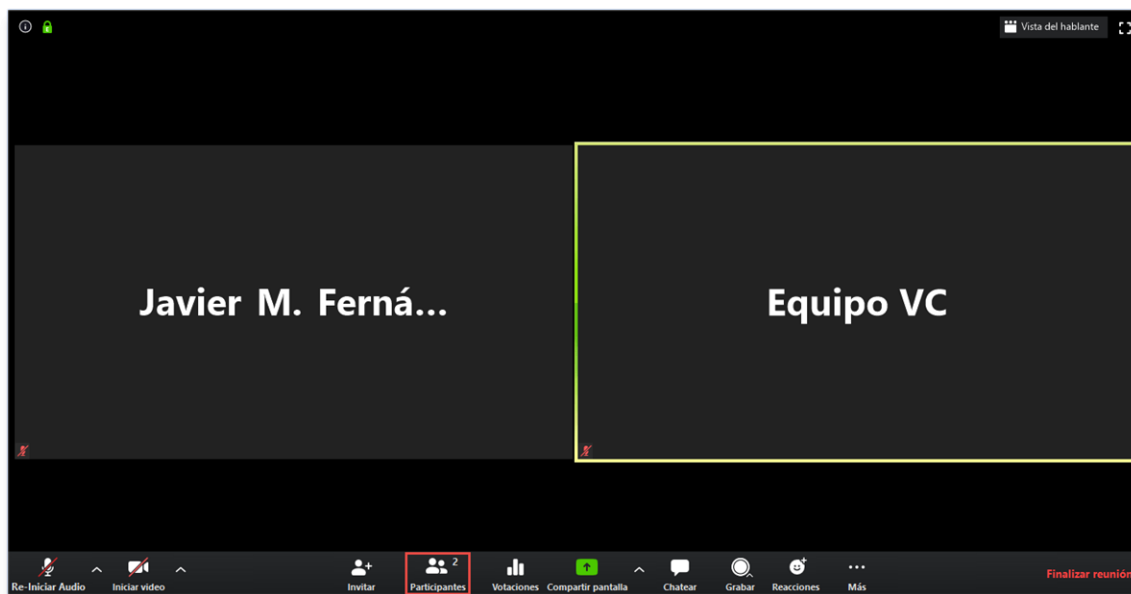 Vista del hablante
Javier M. Ferná...
Equipo VC
2
Re-Iniciar Audio
Iniciar video
Invitar
Participantes
Votaciones
Compartir pantalla
Chatear
Grabar
Reacciones
Más
Finalizar reunión